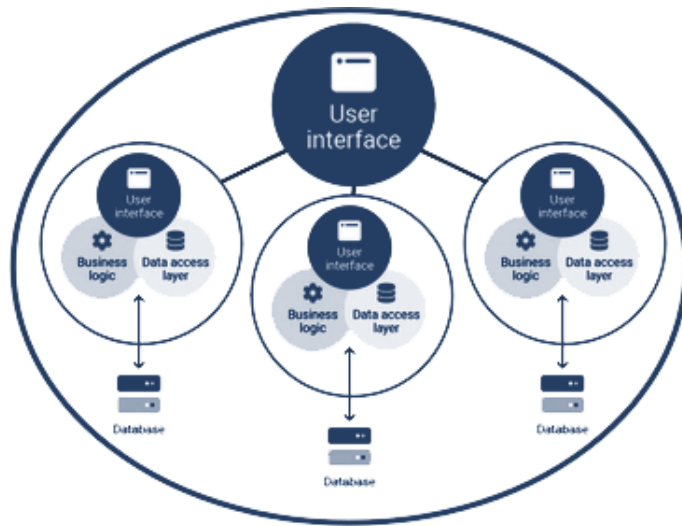 User
interface
User
interface
Business
logic
Data access
layer
Database
User
interface
Business
logic
Data access
layer
Database
User
interface
Business
logic
Data access
layer
Database